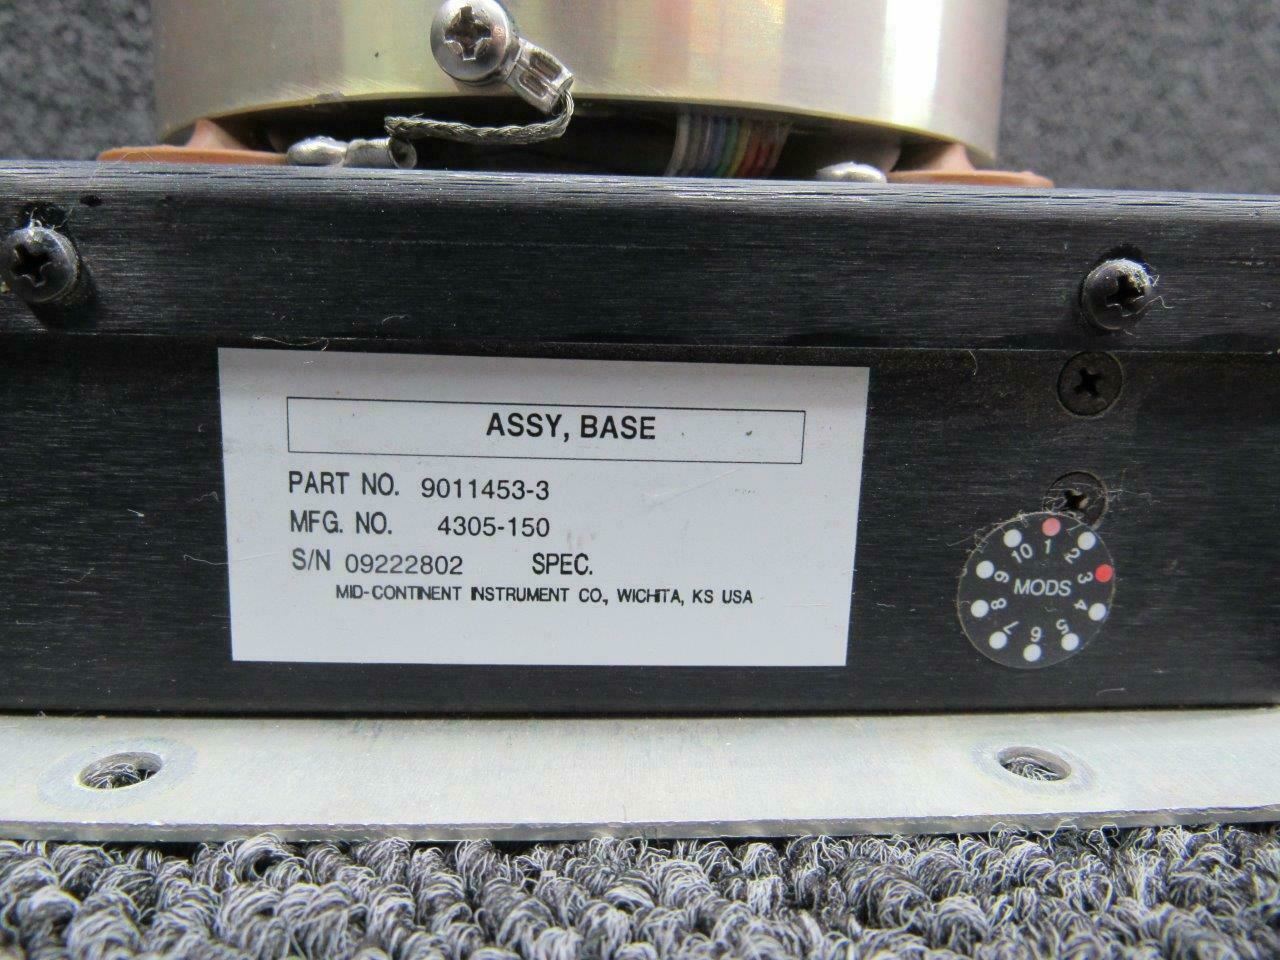 ASSY, BASE
PART NO. 9011453-3
MFG. NO. 4305-150
S/N 09222802 SPEC.
MID-CONTINENT INSTRUMENT CO., WICHITA, KS USA
MODS
1
2
3
4
5
6
7
8
9
10